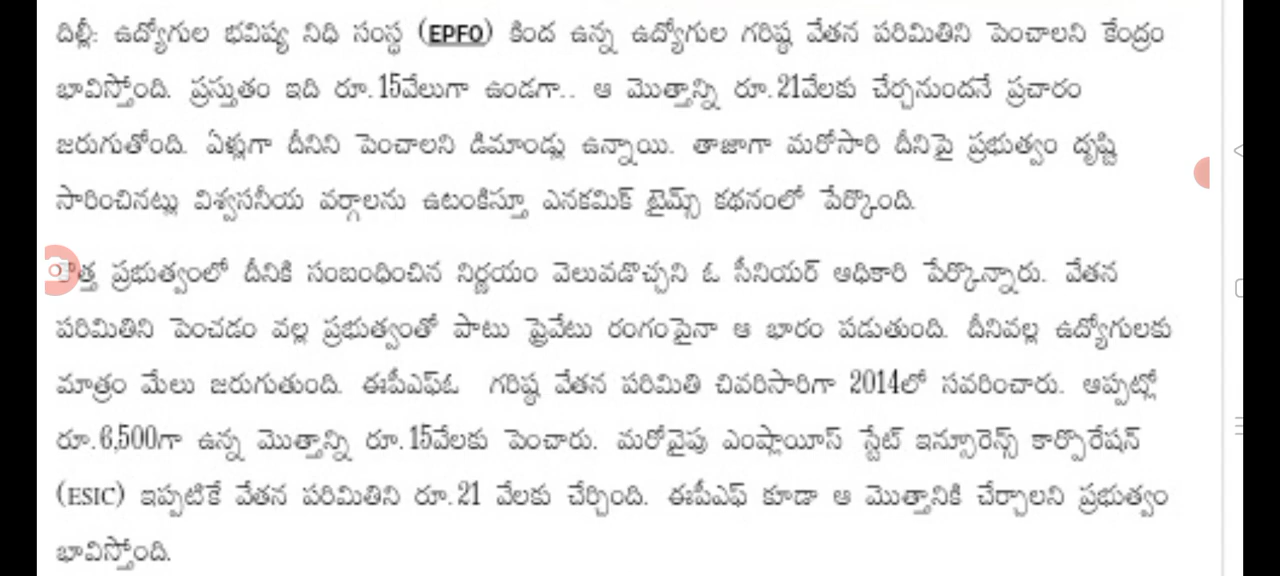 దిల్లీ: ఉద్యోగుల భవిష్య నిధి సంస్థ (EPFO) కింద ఉన్న ఉద్యోగుల గరిష్ఠ వేతన పరిమితిని పెంచాలని కేంద్రం
భావిస్తోంది. ప్రస్తుతం ఇది రూ.15వేలుగా ఉండగా.. ఆ మొత్తాన్ని రూ.21వేలకు చేర్చనుందనే ప్రచారం
జరుగుతోంది. ఏళ్లుగా దీనిని పెంచాలని డిమాండ్లు ఉన్నాయి. తాజాగా మరోసారి దీనిపై ప్రభుత్వం దృష్టి
సారించినట్లు విశ్వసనీయ వర్గాలను ఉటంకిస్తూ ఎనకమిక్ టైమ్స్ కథనంలో పేర్కొంది.
కొత్త ప్రభుత్వంలో దీనికి సంబంధించిన నిర్ణయం వెలువడొచ్చని ఓ సీనియర్ అధికారి పేర్కొన్నారు. వేతన
పరిమితిని పెంచడం వల్ల ప్రభుత్వంతో పాటు ప్రైవేటు రంగంపైనా ఆ భారం పడుతుంది. దీనివల్ల ఉద్యోగులకు
మాత్రం మేలు జరుగుతుంది. ఈపీఎఫ్ఓ గరిష్ఠ వేతన పరిమితి చివరిసారిగా 2014లో సవరించారు. అప్పట్లో
రూ.6,500గా ఉన్న మొత్తాన్ని రూ.15వేలకు పెంచారు. మరోవైపు ఎంప్లాయీస్ స్టేట్ ఇన్సూరెన్స్ కార్పొరేషన్
(ESIC) ఇప్పటికే వేతన పరిమితిని రూ.21 వేలకు చేర్చింది. ఈపీఎఫ్ కూడా ఆ మొత్తానికి చేర్చాలని ప్రభుత్వం
భావిస్తోంది.